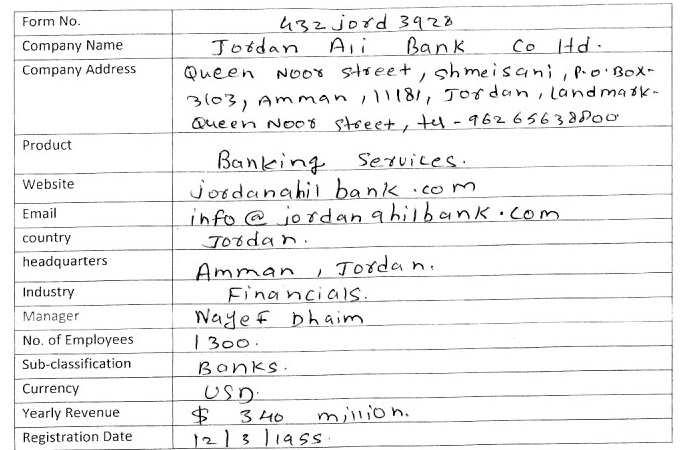 Form No. 432 jord 3928
Company Name Jordan Ali Bank Co ltd.
Company Address Queen Noor street, shmeisani, P.O.Box-
3103, Amman, 11181, Jordan, landmark-
Queen Noor street, tel - 962 65638800
Product Banking Services.
Website jordanahil bank .com
Email info@jordanahilbank.com
country Jordan.
headquarters Amman, Jordan.
Industry Financials.
Manager Nayef Dhaim
No. of Employees 1300.
Sub-classification Banks.
Currency USD.
Yearly Revenue $ 340 million.
Registration Date 12/3/1955.